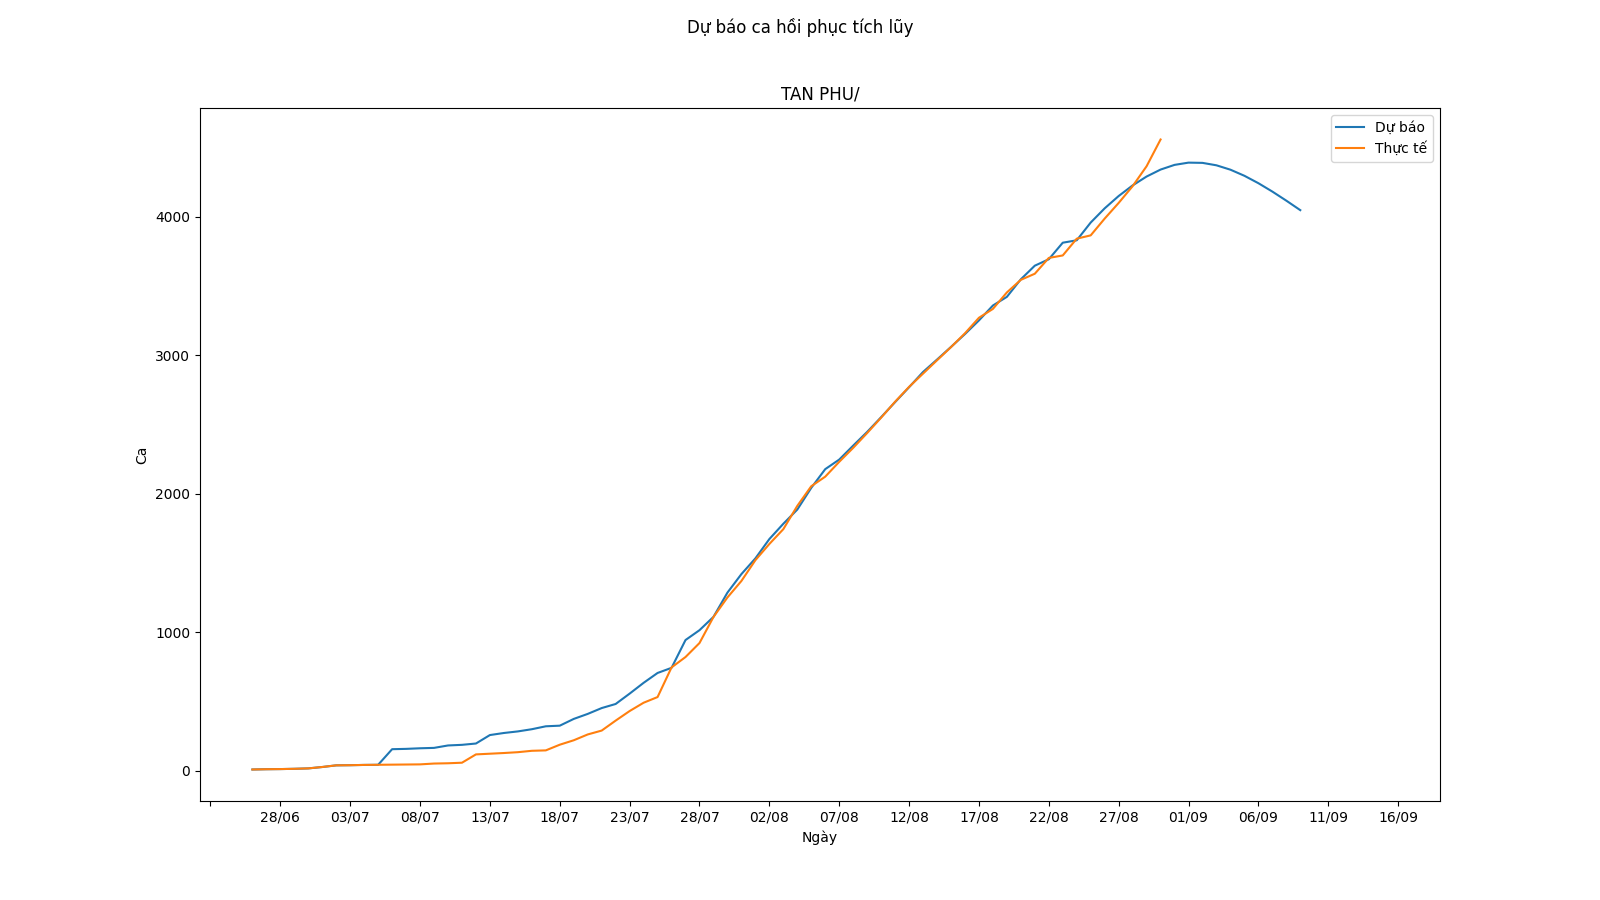 Dự báo ca hồi phục tích lũy
TAN PHU/
Dự báo
Thực tế
Ca
4000
3000
2000
1000
0
28/06 03/07 08/07 13/07 18/07 23/07 28/07 02/08 07/08 12/08 17/08 22/08 27/08 01/09 06/09 11/09 16/09
Ngày